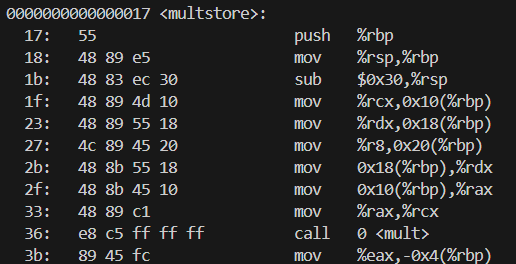 0000000000000017 <multstore>:
17: 55 push %rbp
18: 48 89 e5 mov %rsp,%rbp
1b: 48 83 ec 30 sub $0x30,%rsp
1f: 48 89 4d 10 mov %rcx,0x10(%rbp)
23: 48 89 55 18 mov %rdx,0x18(%rbp)
27: 4c 89 45 20 mov %r8,0x20(%rbp)
2b: 48 8b 55 18 mov 0x18(%rbp),%rdx
2f: 48 8b 45 10 mov 0x10(%rbp),%rax
33: 48 89 c1 mov %rax,%rcx
36: e8 c5 ff ff ff call 0 <mult>
3b: 89 45 fc mov %eax,-0x4(%rbp)